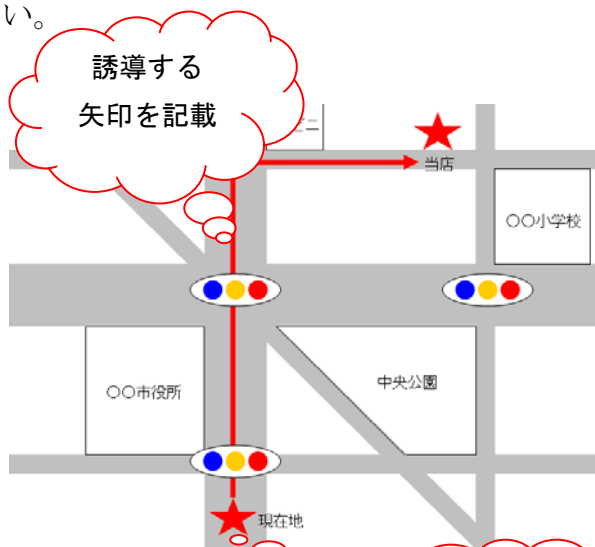 い。
誘導する
矢印を記載
ニ
当店
〇〇小学校
〇〇市役所
中央公園
現在地